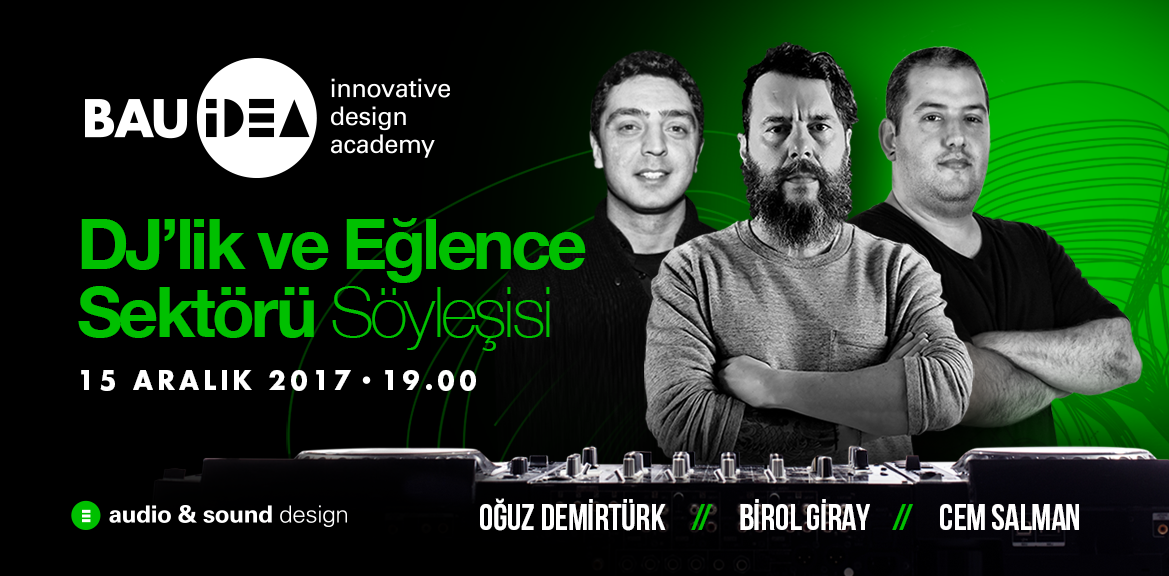 BAU iDEA
innovative
design
academy
DJ'lik ve Eğlence
Sektörü Söyleşisi
15 ARALIK 2017 • 19.00
audio & sound design
OĞUZ DEMİRTÜRK // BİROL GİRAY // CEM SALMAN